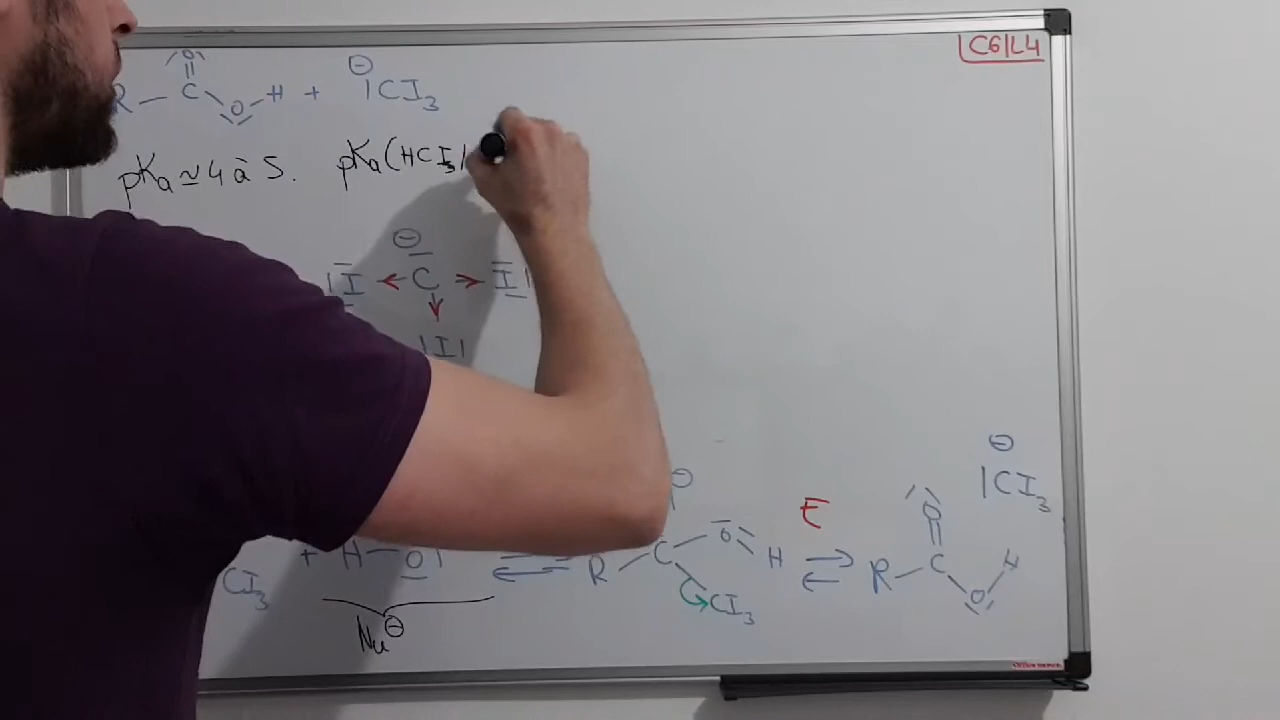 C6|L4
R — C(=O) — O — H + ⊖|CI₃
pKa ≃ 4 à 5. pKa(HCI₃
⊖
|I ← C → I|
|I|
⊖ |CI₃
E
CI₃ + H — O| ⇌ R — C — O — H ⇌ R — C(=O) — O — H
CI₃
Nu⊖